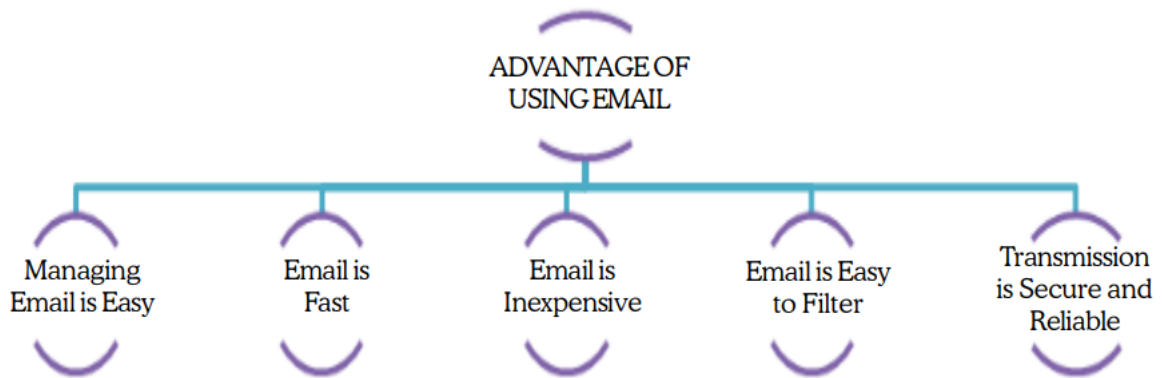 ADVANTAGE OF
USING EMAIL
Managing
Email is Easy
Email is
Fast
Email is
Inexpensive
Email is Easy
to Filter
Transmission
is Secure and
Reliable